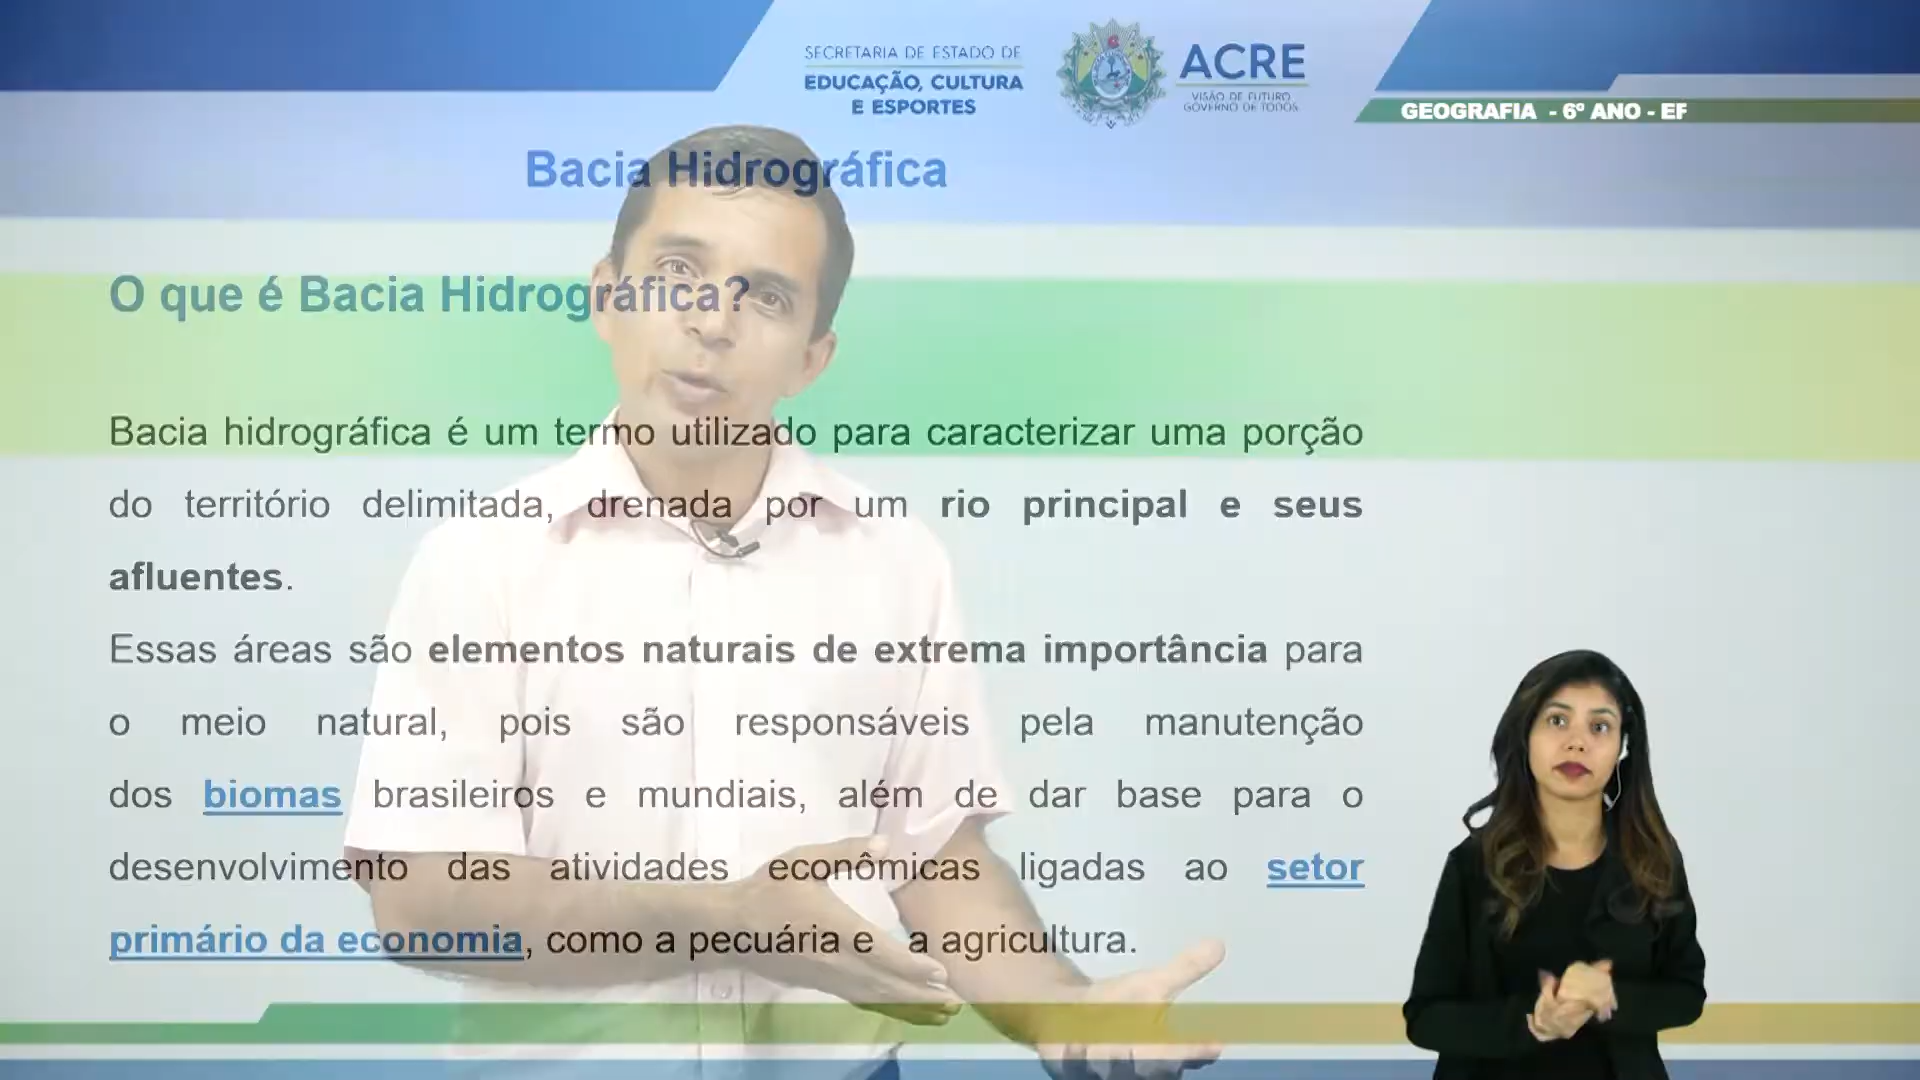 SECRETARIA DE ESTADO DE
EDUCAÇÃO, CULTURA
E ESPORTES
ACRE
VISÃO DE FUTURO
GOVERNO DE TODOS
GEOGRAFIA - 6º ANO - EF
Bacia Hidrográfica
O que é Bacia Hidrográfica?
Bacia hidrográfica é um termo utilizado para caracterizar uma porção
do território delimitada, drenada por um rio principal e seus
afluentes.
Essas áreas são elementos naturais de extrema importância para
o meio natural, pois são responsáveis pela manutenção
dos biomas brasileiros e mundiais, além de dar base para o
desenvolvimento das atividades econômicas ligadas ao setor
primário da economia, como a pecuária e a agricultura.